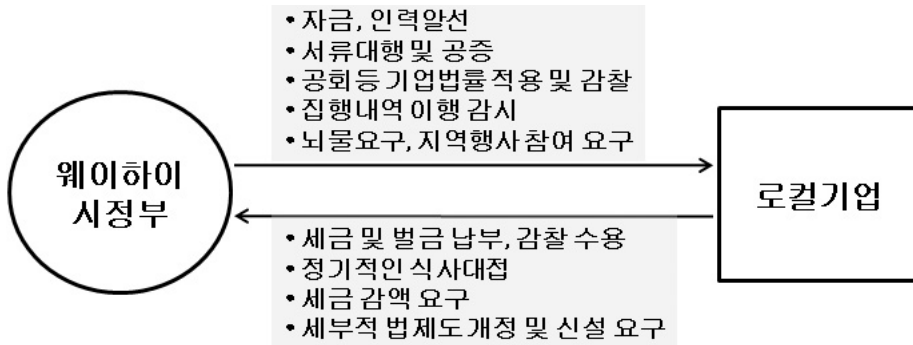 • 자금, 인력알선
• 서류대행 및 공증
• 공회등 기업법률 적용 및 감찰
• 집행내역 이행 감시
• 뇌물요구, 지역행사 참여 요구
웨이하이
시정부
로컬기업
• 세금 및 벌금 납부, 감찰 수용
• 정기적인 식사대접
• 세금 감액 요구
• 세부적 법제도개정 및 신설 요구